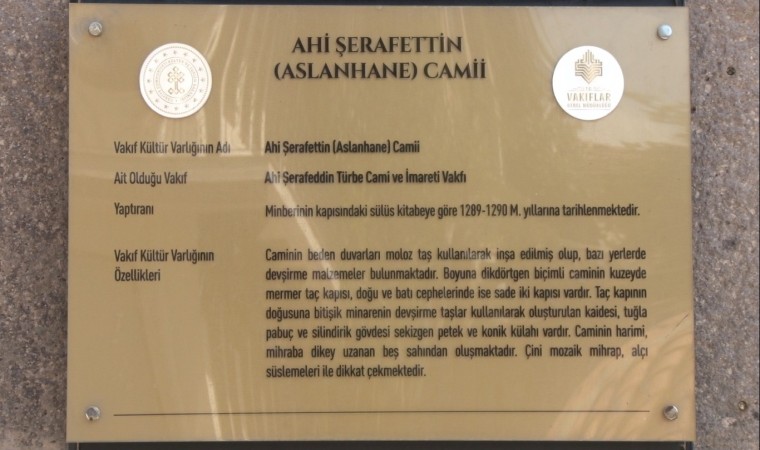 AHİ ŞERAFETTİN
(ASLANHANE) CAMİİ
VAKIFLAR
GENEL MÜDÜRLÜĞÜ
Vakıf Kültür Varlığının Adı Ahi Şerafettin (Aslanhane) Camii
Ait Olduğu Vakıf Ahi Şerafeddin Türbe Cami ve İmareti Vakfı
Yaptıranı Minberinin kapısındaki sülüs kitabeye göre 1289-1290 M. yıllarına tarihlenmektedir.
Vakıf Kültür Varlığının
Özellikleri
Caminin beden duvarları moloz taş kullanılarak inşa edilmiş olup, bazı yerlerde
devşirme malzemeler bulunmaktadır. Boyuna dikdörtgen biçimli caminin kuzeyde
mermer taç kapısı, doğu ve batı cephelerinde ise sade iki kapısı vardır. Taç kapının
doğusuna bitişik minarenin devşirme taşlar kullanılarak oluşturulan kaidesi, tuğla
pabuç ve silindirik gövdesi sekizgen petek ve konik külahı vardır. Caminin harimi,
mihraba dikey uzanan beş sahından oluşmaktadır. Çini mozaik mihrap, alçı
süslemeleri ile dikkat çekmektedir.